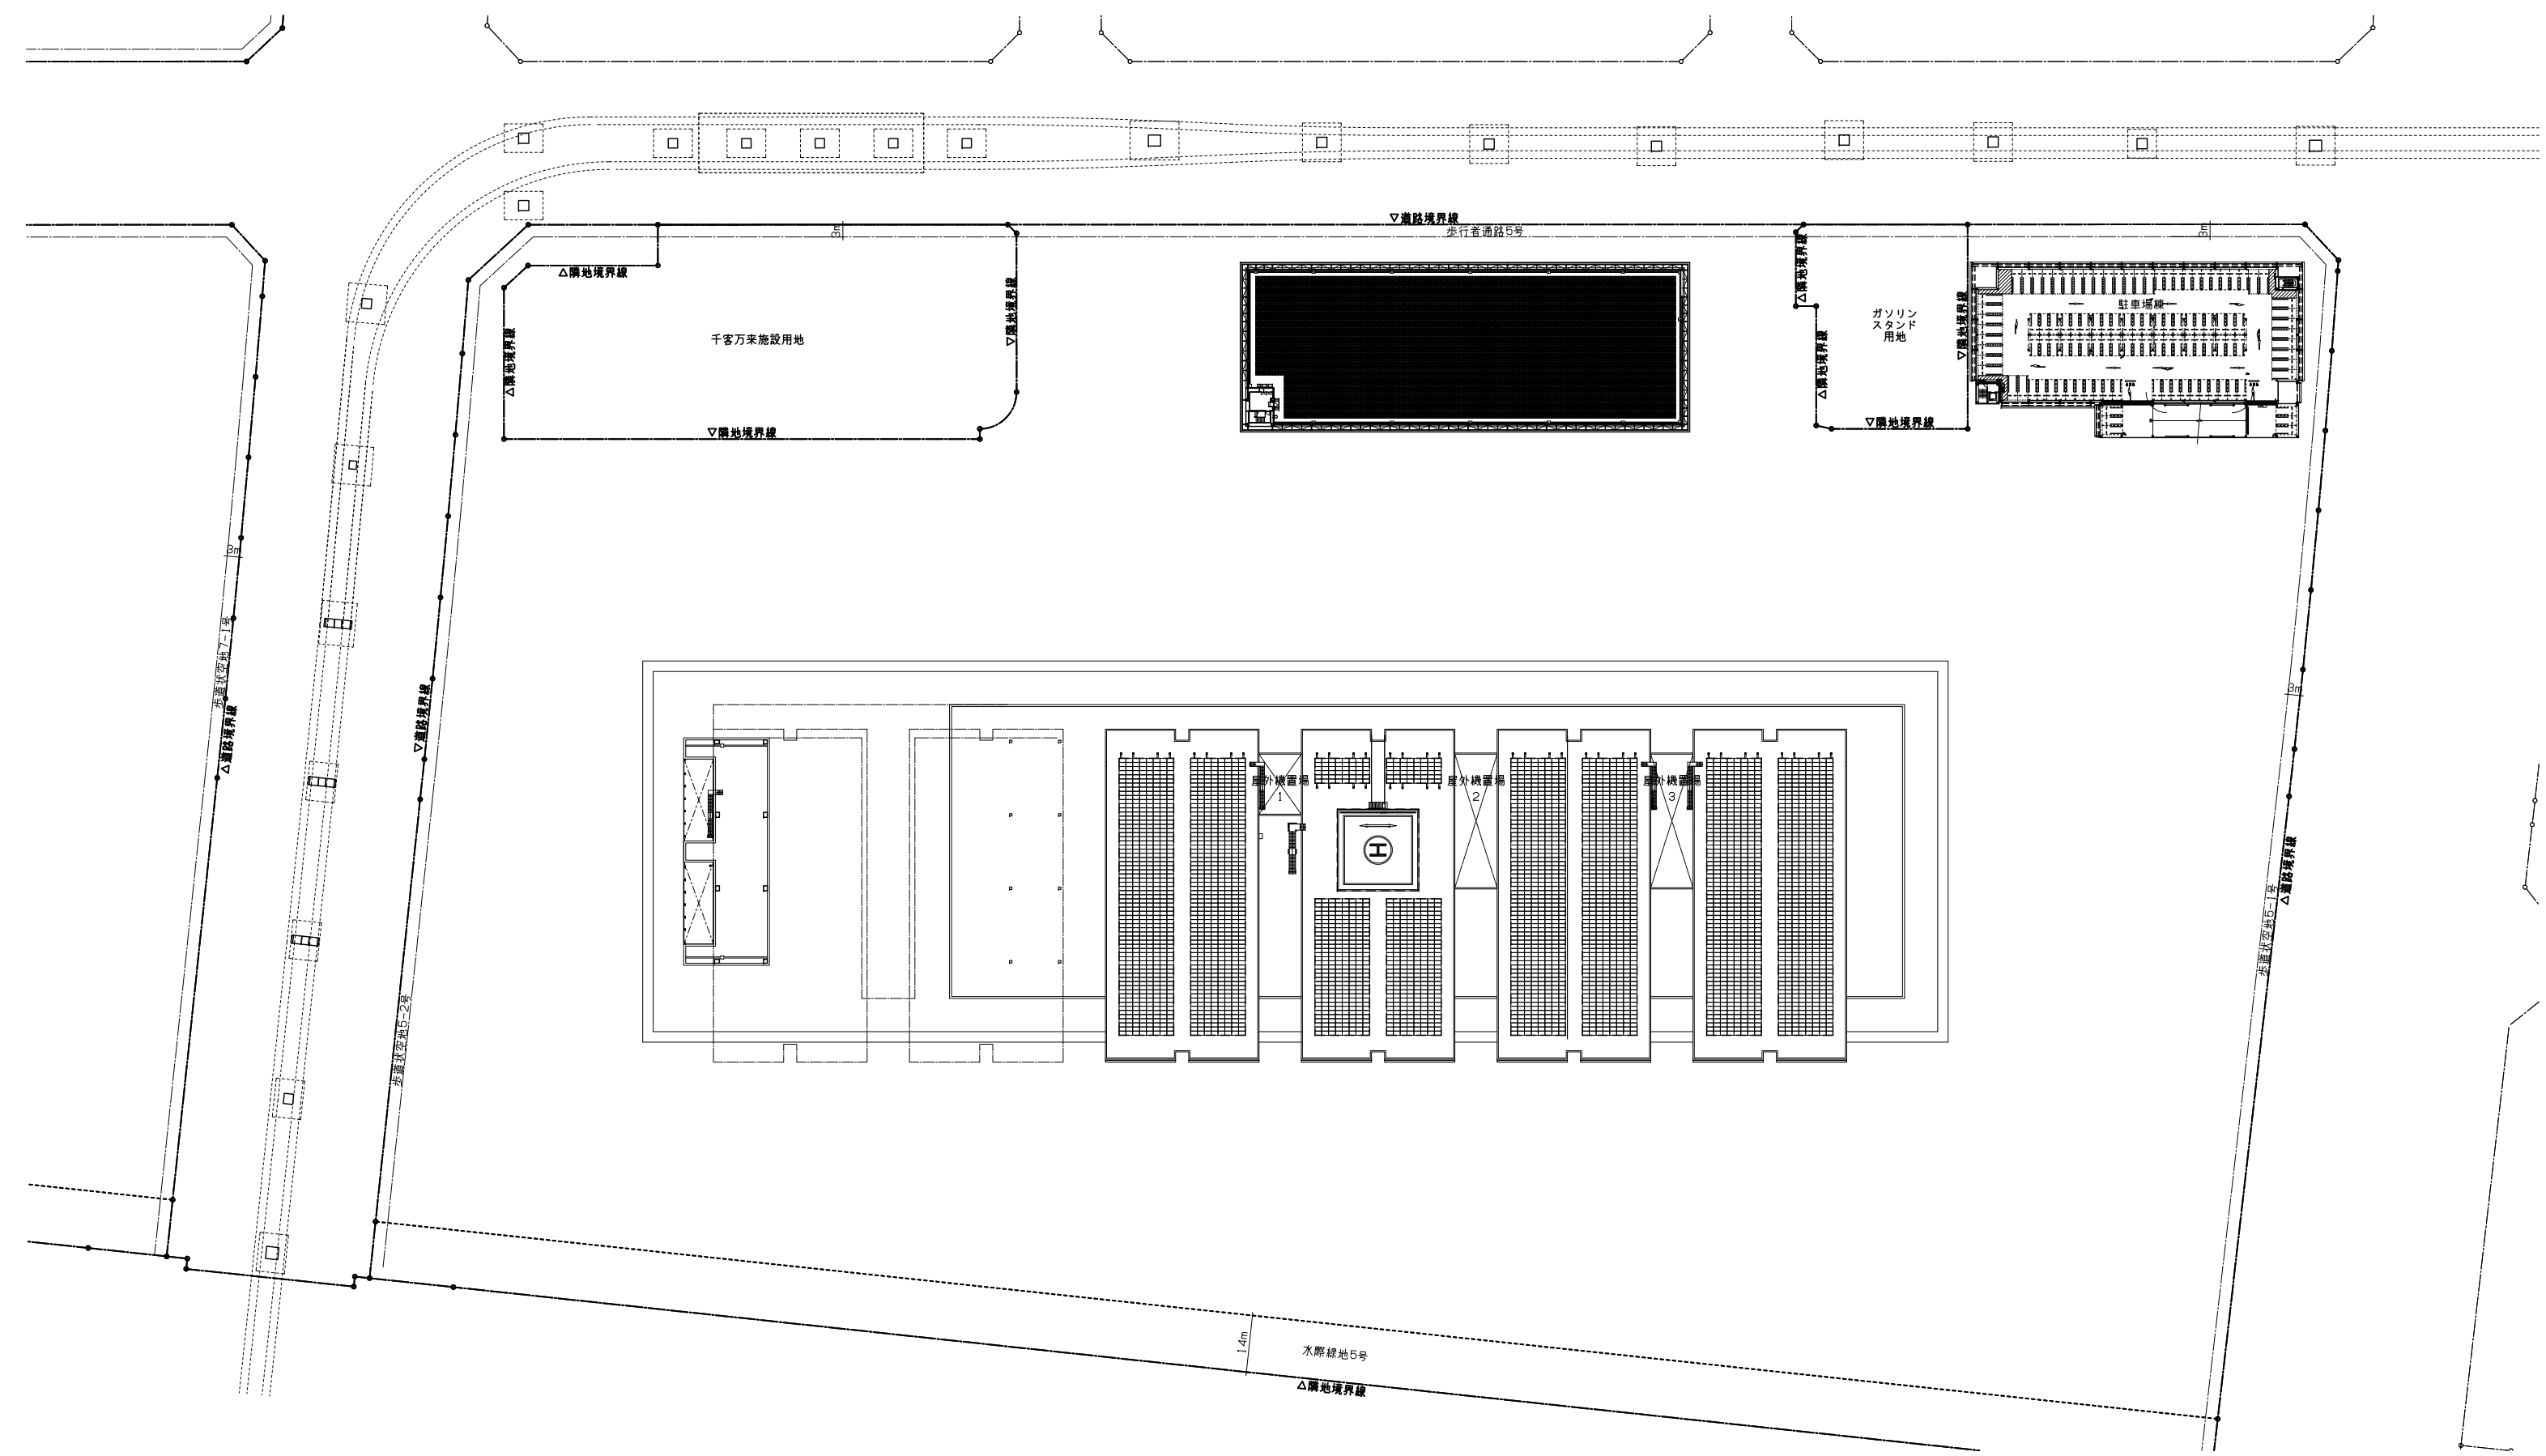 ▽道路境界線
歩行者通路5号
3m
3m
△隣地境界線
△隣地境界線
▽隣地境界線
千客万来施設用地
▽隣地境界線
△隣地境界線
△隣地境界線
ガソリン
スタンド
用地
▽隣地境界線
▽隣地境界線
駐車場棟
3m
歩道状空地7-1号
△道路境界線
▽道路境界線
歩道状空地5-2号
屋外機置場
1
屋外機置場
2
屋外機置場
3
H
3m
△道路境界線
歩道状空地5-1号
14m
水際緑地5号
△隣地境界線